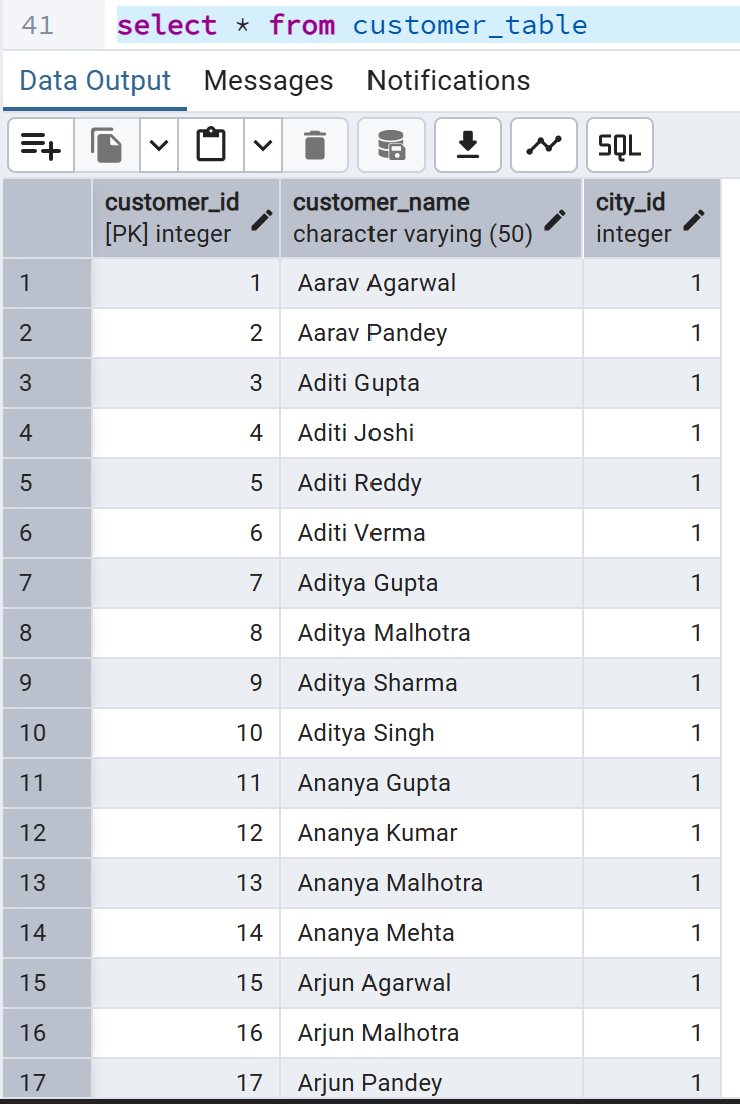 41 select * from customer_table
Data Output Messages Notifications
SQL
customer_id customer_name city_id
[PK] integer character varying (50) integer
1 1 Aarav Agarwal 1
2 2 Aarav Pandey 1
3 3 Aditi Gupta 1
4 4 Aditi Joshi 1
5 5 Aditi Reddy 1
6 6 Aditi Verma 1
7 7 Aditya Gupta 1
8 8 Aditya Malhotra 1
9 9 Aditya Sharma 1
10 10 Aditya Singh 1
11 11 Ananya Gupta 1
12 12 Ananya Kumar 1
13 13 Ananya Malhotra 1
14 14 Ananya Mehta 1
15 15 Arjun Agarwal 1
16 16 Arjun Malhotra 1
17 17 Arjun Pandey 1